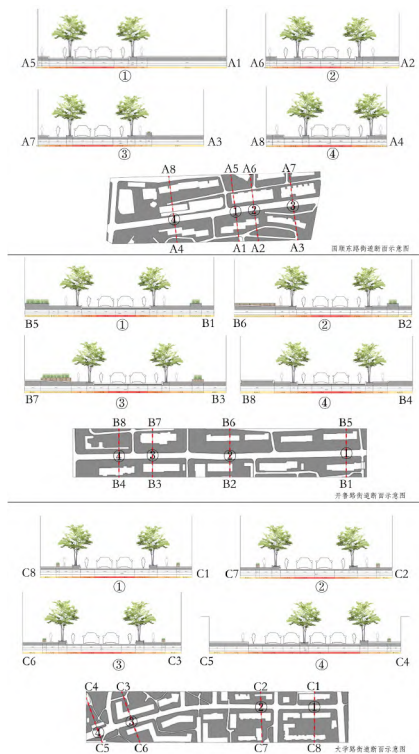 A5 A1 A6 A2
① ②
A7 A3 A8 A4
③ ④
A8 A5 A6 A7
④ ① ② ③
A4 A1 A2 A3
国顺东路街道断面示意图
B5 B1 B6 B2
① ②
B7 B3 B8 B4
③ ④
B8 B7 B6 B5
④ ③ ② ①
B4 B3 B2 B1
开鲁路街道断面示意图
C8 C1 C7 C2
① ②
C6 C3 C5 C4
③ ④
C4 C3 C2 C1
④ ③ ② ①
C5 C6 C7 C8
大学路街道断面示意图